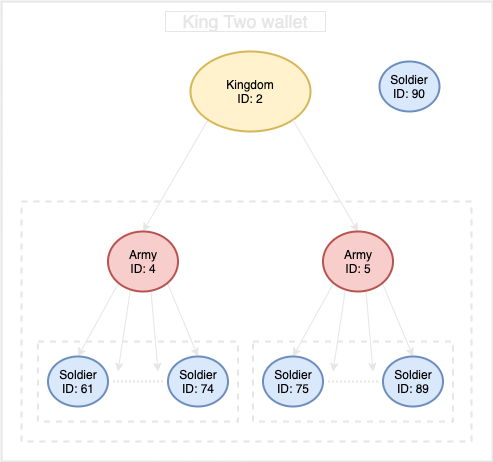 King Two wallet
Kingdom
ID: 2
Soldier
ID: 90
Army
ID: 4
Army
ID: 5
Soldier
ID: 61
Soldier
ID: 74
Soldier
ID: 75
Soldier
ID: 89